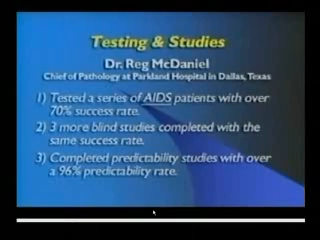 Testing & Studies
Dr. Reg McDaniel
Chief of Pathology at Parkland Hospital in Dallas, Texas
1) Tested a series of AIDS patients with over
70% success rate.
2) 3 more blind studies completed with the
same success rate.
3) Completed predictability studies with over
a 96% predictability rate.